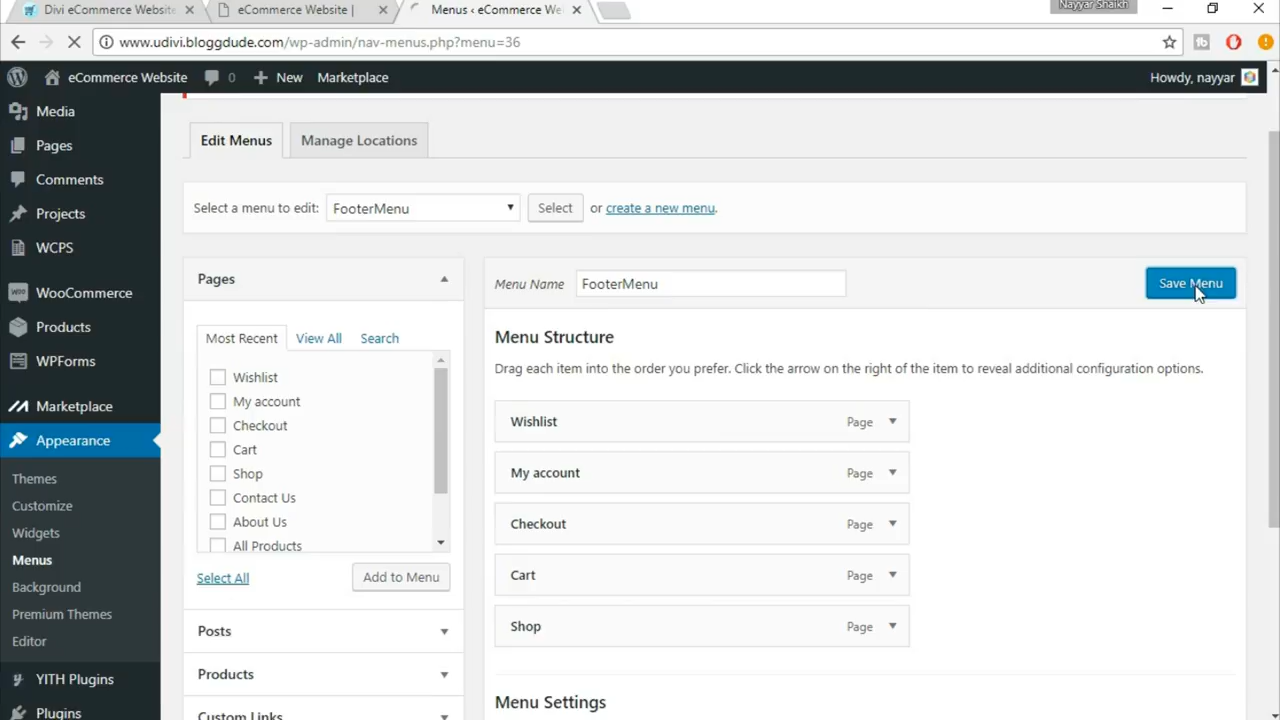 Divi eCommerce Website
eCommerce Website |
Menus ‹ eCommerce We
Nayyar Shaikh
www.udivi.bloggdude.com/wp-admin/nav-menus.php?menu=36
eCommerce Website
0
New
Marketplace
Howdy, nayyar
Media
Pages
Comments
Projects
WCPS
WooCommerce
Products
WPForms
Marketplace
Appearance
Themes
Customize
Widgets
Menus
Background
Premium Themes
Editor
YITH Plugins
Plugins
Edit Menus
Manage Locations
Select a menu to edit:
FooterMenu
Select
or create a new menu.
Pages
Most Recent
View All
Search
Wishlist
My account
Checkout
Cart
Shop
Contact Us
About Us
All Products
Select All
Add to Menu
Posts
Products
Custom Links
Menu Name
FooterMenu
Save Menu
Menu Structure
Drag each item into the order you prefer. Click the arrow on the right of the item to reveal additional configuration options.
Wishlist
Page
My account
Page
Checkout
Page
Cart
Page
Shop
Page
Menu Settings